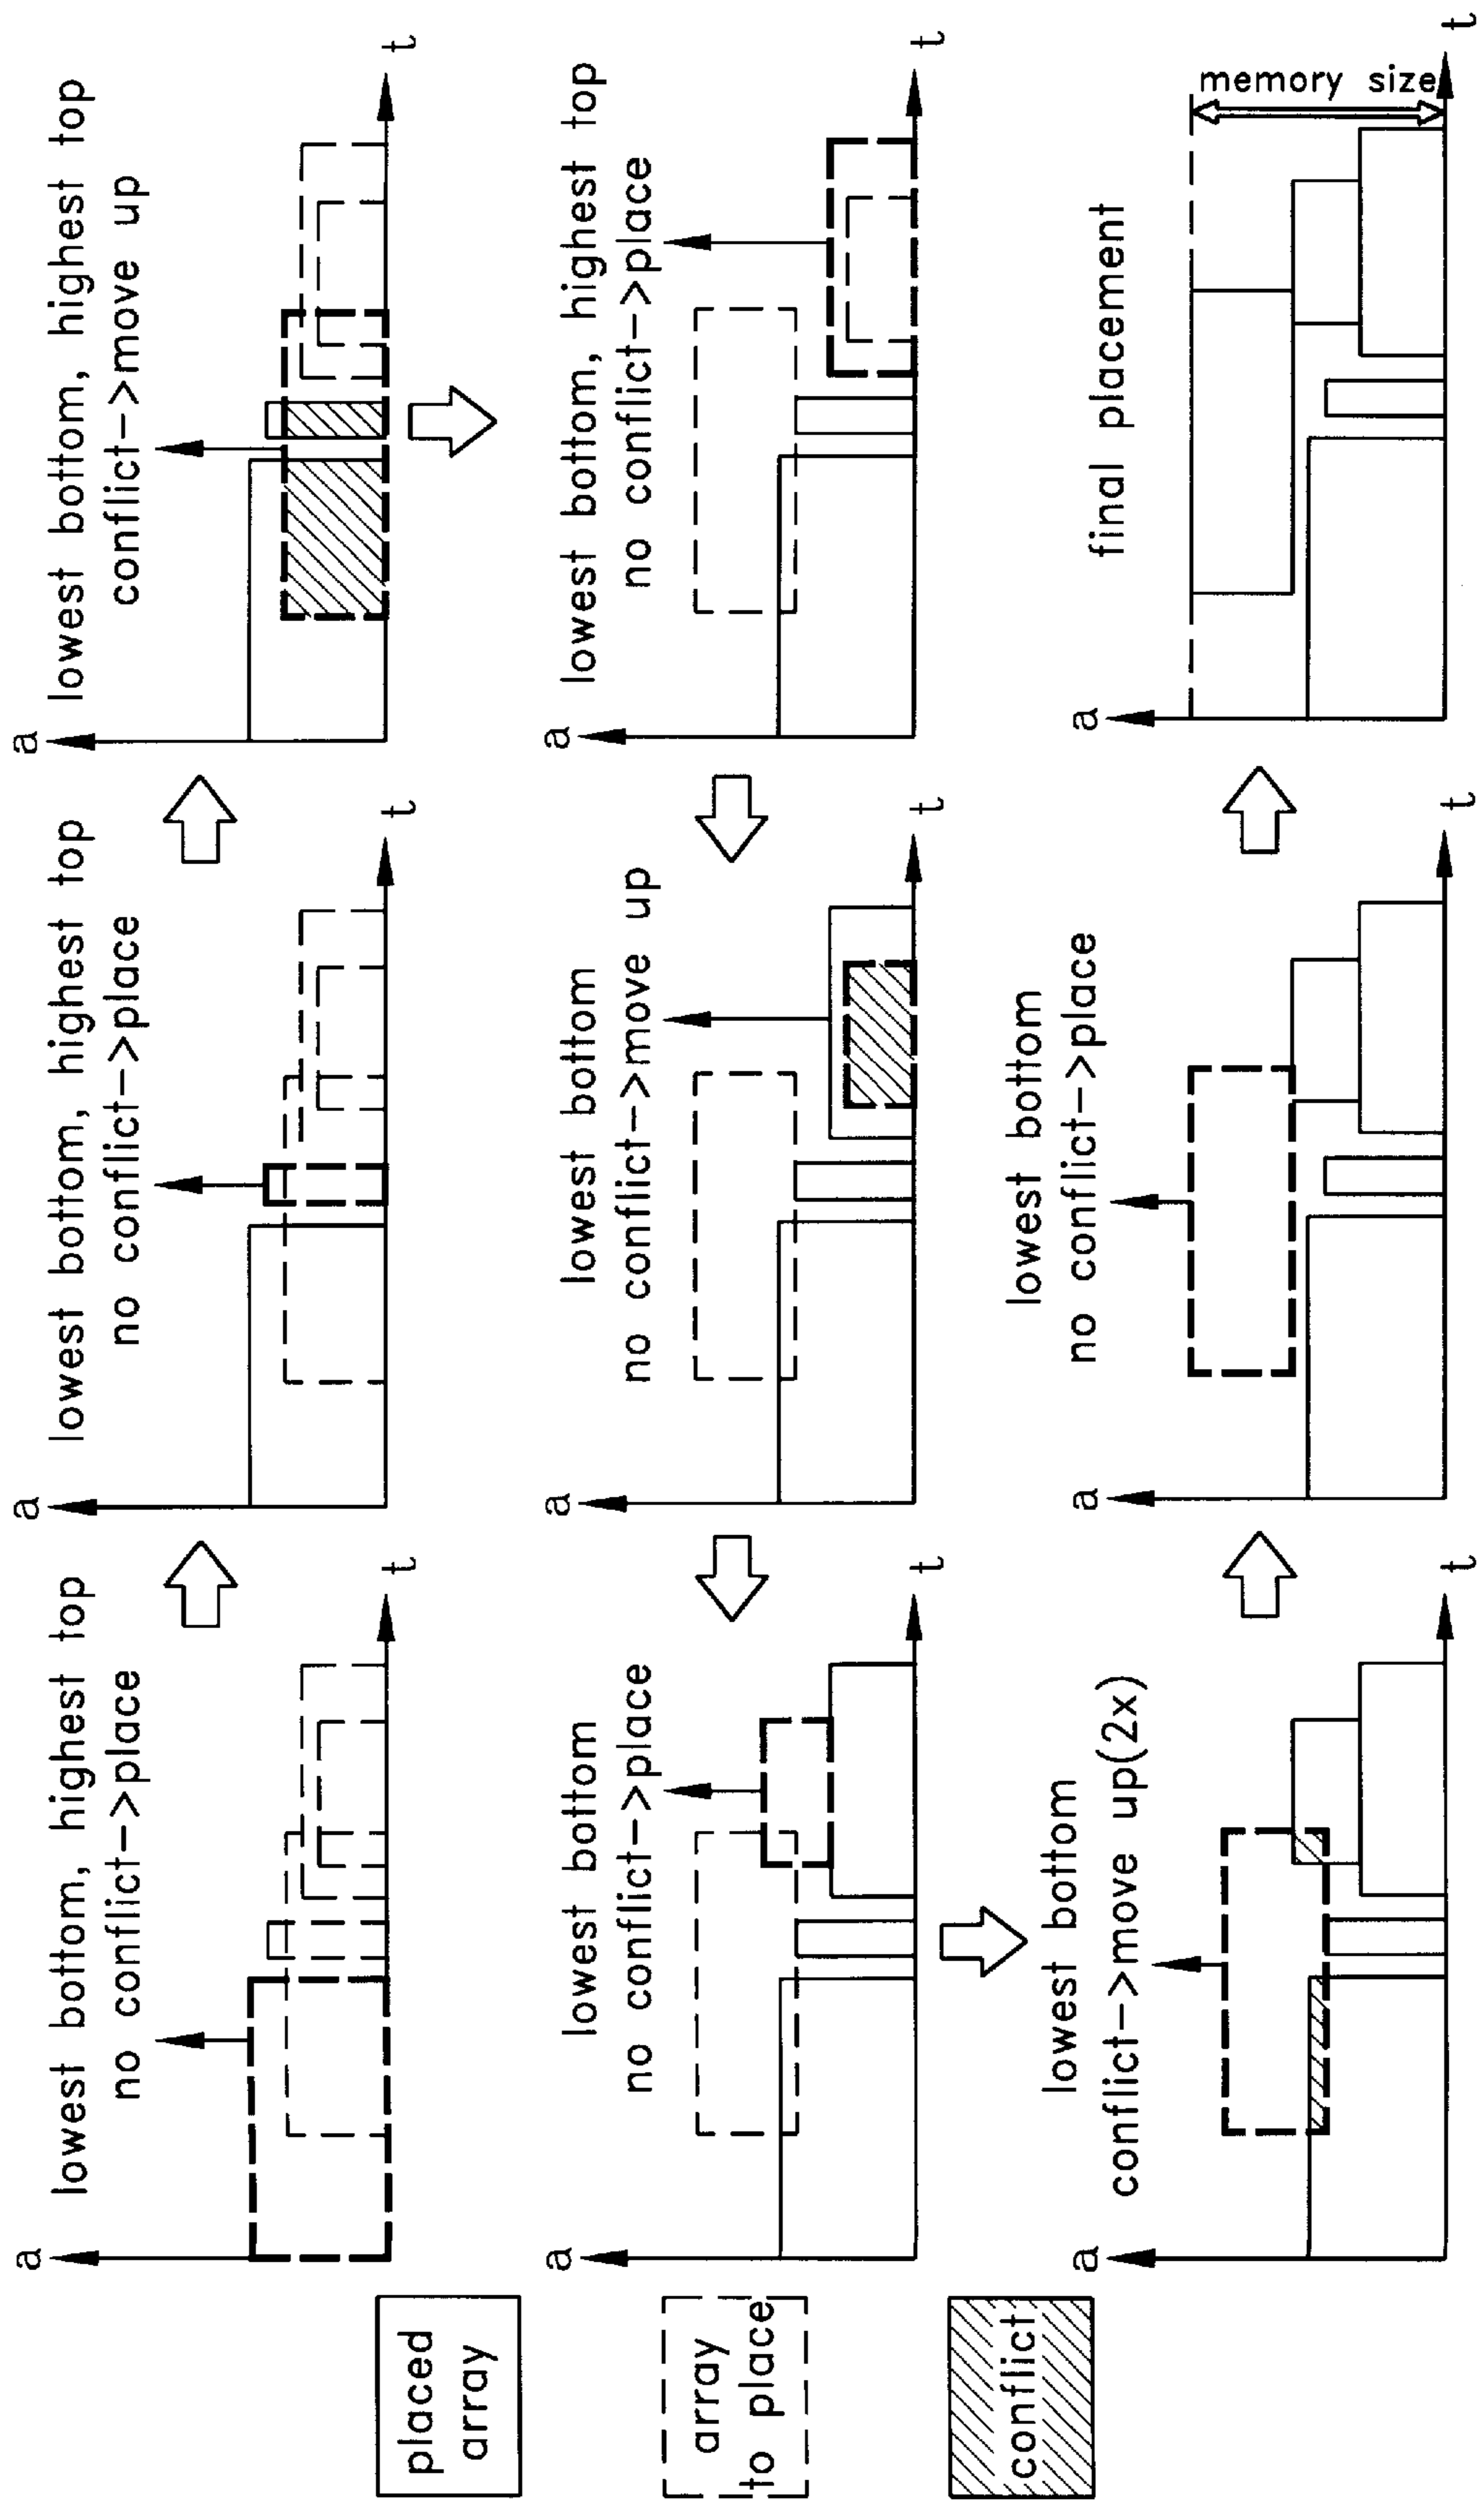 placed
array
array
to place
conflict
a
lowest bottom, highest top
no conflict->place
t
a
lowest bottom, highest top
no conflict->place
t
a
lowest bottom, highest top
conflict->move up
t
a
lowest bottom
no conflict->place
t
a
lowest bottom
no conflict->move up
t
a
lowest bottom, highest top
no conflict->place
t
a
lowest bottom
conflict->move up(2x)
t
a
lowest bottom
no conflict->place
t
a
final placement
memory size
t